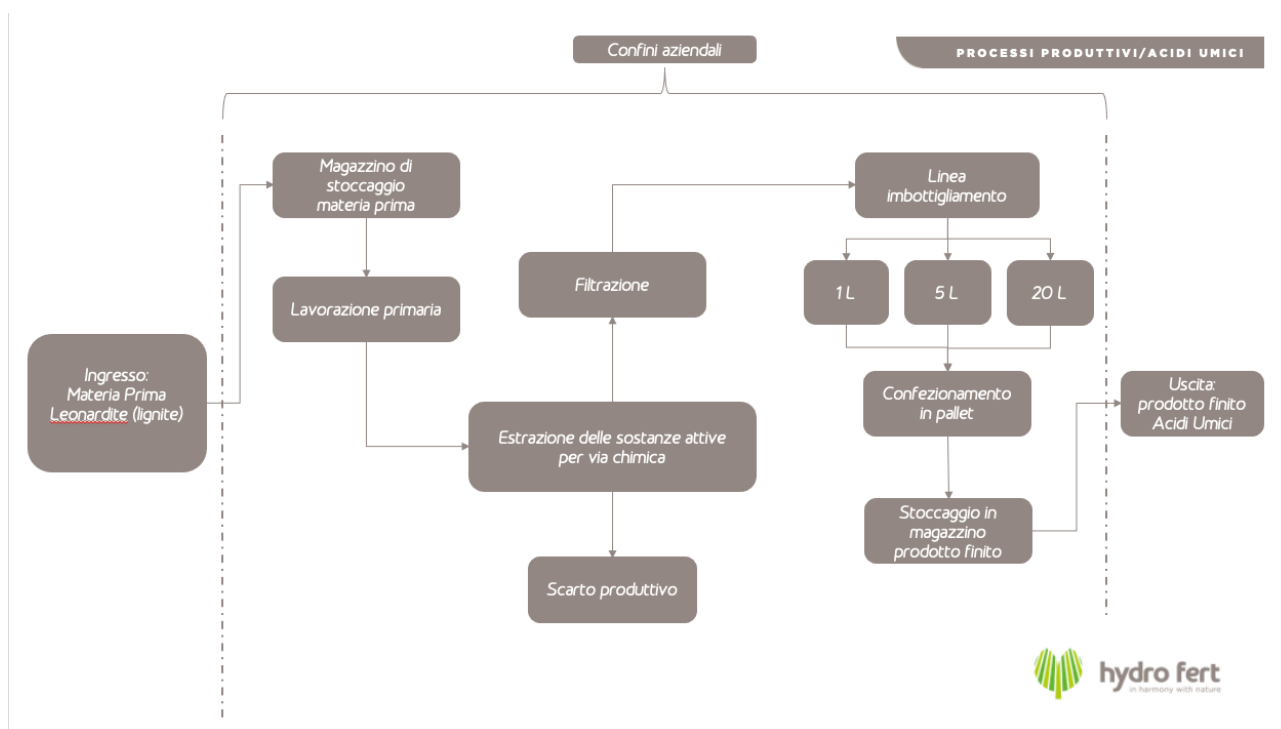 Confini aziendali
PROCESSI PRODUTTIVI/ACIDI UMICI
Ingresso:
Materia Prima
Leonardite (lignite)
Magazzino di
stoccaggio
materia prima
Lavorazione primaria
Estrazione delle sostanze attive
per via chimica
Filtrazione
Scarto produttivo
Linea
imbottigliamento
1 L
5 L
20 L
Confezionamento
in pallet
Stoccaggio in
magazzino
prodotto finito
Uscita:
prodotto finito
Acidi Umici
hydro fert
in harmony with nature